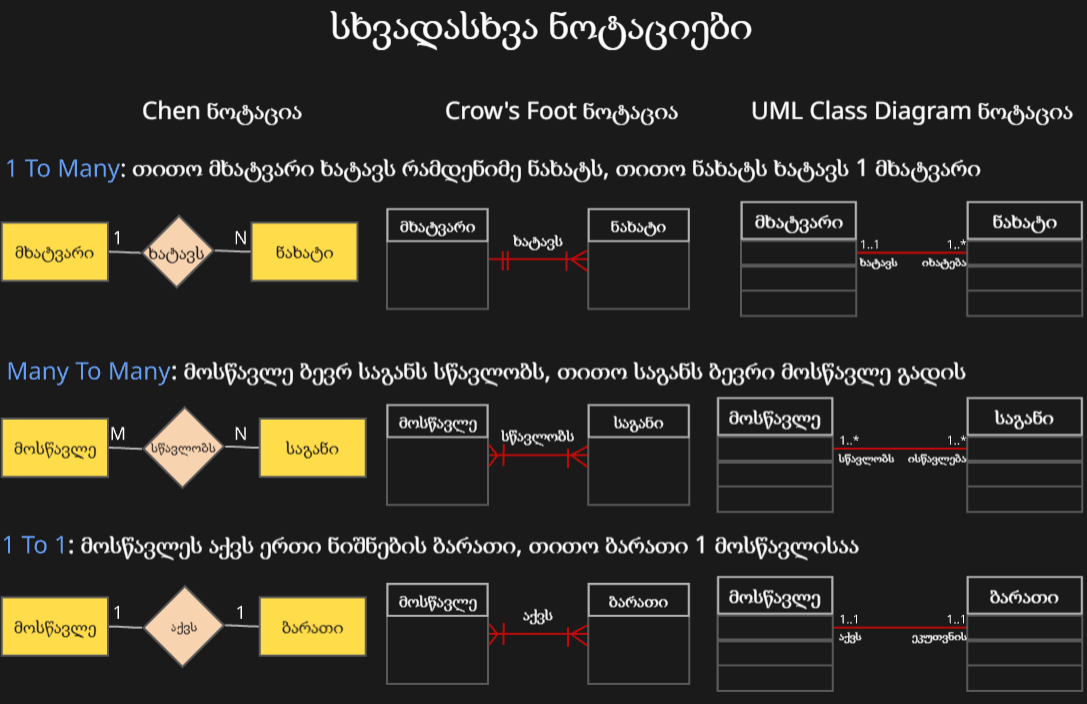 სხვადასხვა ნოტაციები
Chen ნოტაცია
Crow's Foot ნოტაცია
UML Class Diagram ნოტაცია
1 To Many: თითო მხატვარი ხატავს რამდენიმე ნახატს, თითო ნახატს ხატავს 1 მხატვარი
მხატვარი
1
ხატავს
N
ნახატი
მხატვარი
ხატავს
ნახატი
მხატვარი
1..1
ხატავს
1..*
იხატება
ნახატი
Many To Many: მოსწავლე ბევრ საგანს სწავლობს, თითო საგანს ბევრი მოსწავლე გადის
მოსწავლე
M
სწავლობს
N
საგანი
მოსწავლე
სწავლობს
საგანი
მოსწავლე
1..*
სწავლობს
1..*
ისწავლება
საგანი
1 To 1: მოსწავლეს აქვს ერთი ნიშნების ბარათი, თითო ბარათი 1 მოსწავლისაა
მოსწავლე
1
აქვს
1
ბარათი
მოსწავლე
აქვს
ბარათი
მოსწავლე
1..1
აქვს
1..1
ეკუთვნის
ბარათი